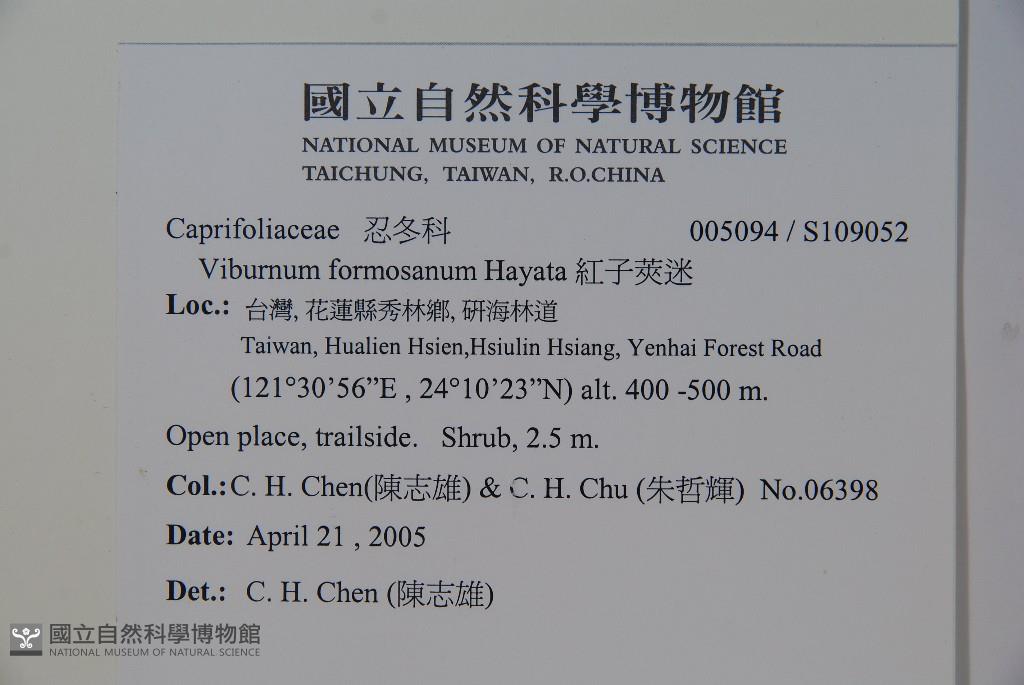 國立自然科學博物館
NATIONAL MUSEUM OF NATURAL SCIENCE
TAICHUNG, TAIWAN, R.O.CHINA
Caprifoliaceae 忍冬科 005094 / S109052
Viburnum formosanum Hayata 紅子莢迷
Loc.: 台灣, 花蓮縣秀林鄉, 研海林道
Taiwan, Hualien Hsien,Hsiulin Hsiang, Yenhai Forest Road
(121°30’56”E , 24°10’23”N) alt. 400 -500 m.
Open place, trailside. Shrub, 2.5 m.
Col.:C. H. Chen(陳志雄) & C. H. Chu (朱哲輝) No.06398
Date: April 21 , 2005
Det.: C. H. Chen (陳志雄)
國立自然科學博物館
NATIONAL MUSEUM OF NATURAL SCIENCE